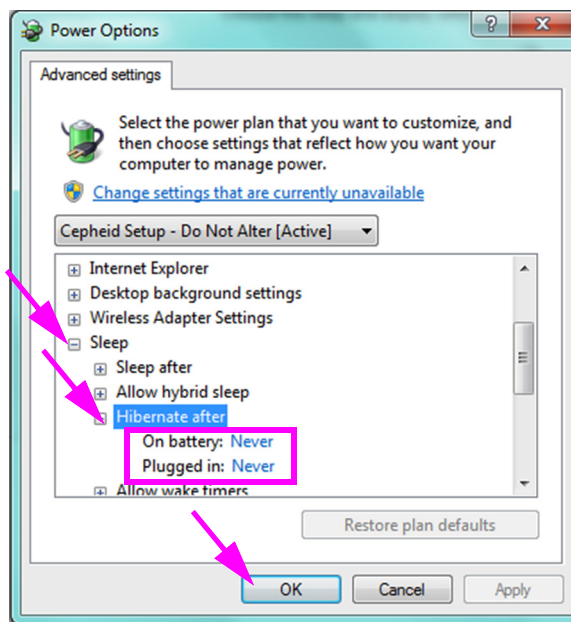 Power Options
Advanced settings
Select the power plan that you want to customize, and
then choose settings that reflect how you want your
computer to manage power.
Change settings that are currently unavailable
Cepheid Setup - Do Not Alter [Active]
Internet Explorer
Desktop background settings
Wireless Adapter Settings
Sleep
Sleep after
Allow hybrid sleep
Hibernate after
On battery: Never
Plugged in: Never
Allow wake timers
Restore plan defaults
OK Cancel Apply